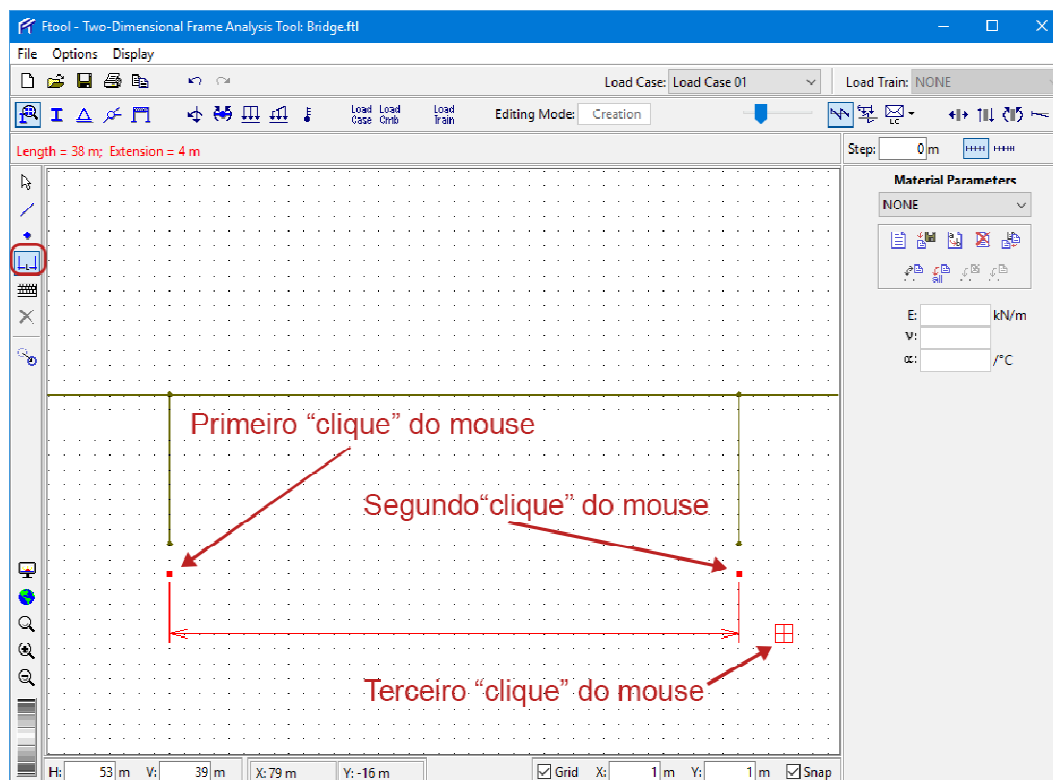 Ftool - Two-Dimensional Frame Analysis Tool: Bridge.ftl
File Options Display
Load Case: Load Case 01 Load Train: NONE
Load Case Load Cmb Load Train Editing Mode: Creation LC
Length = 38 m; Extension = 4 m
Step: 0 m
Material Parameters
NONE
all
E: kN/m
ν:
α: /°C
Primeiro “clique” do mouse
Segundo“clique” do mouse
Terceiro “clique” do mouse
H: 53 m V: 39 m X: 79 m Y: -16 m Grid X: 1 m Y: 1 m Snap